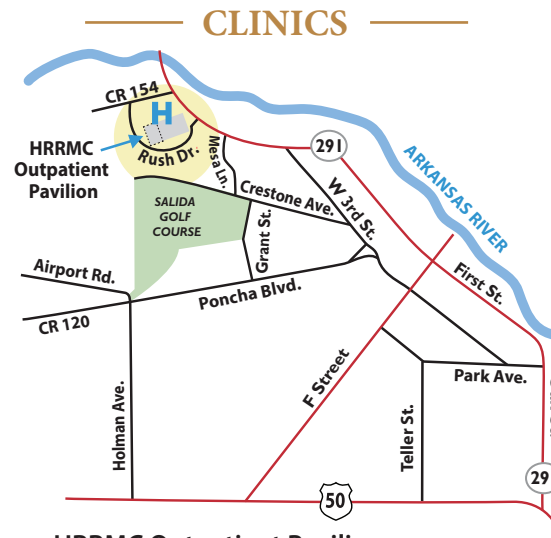 CLINICS
CR 154
H
HRRMC
Outpatient
Pavilion
Rush Dr.
Mesa Ln.
291
ARKANSAS RIVER
SALIDA
GOLF
COURSE
Crestone Ave.
W 3rd St.
Grant St.
Airport Rd.
Poncha Blvd.
First St.
CR 120
F Street
Park Ave.
Holman Ave.
Teller St.
29
50